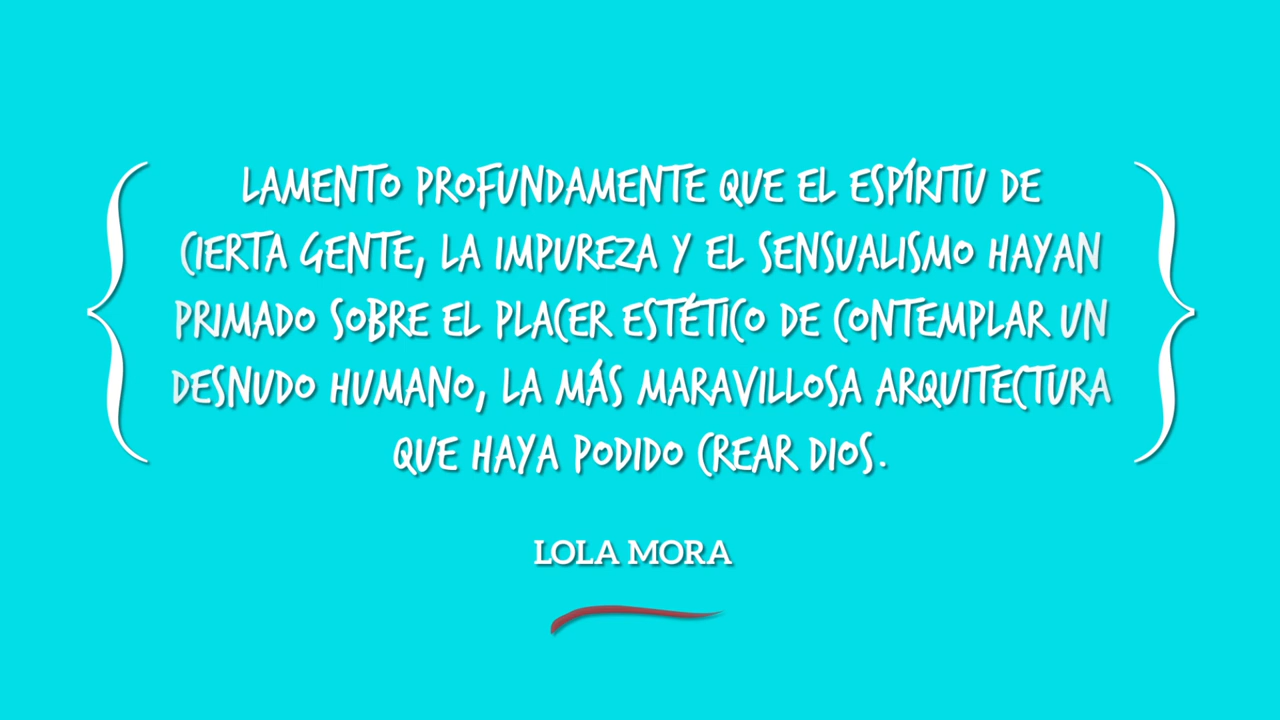 LAMENTO PROFUNDAMENTE QUE EL ESPÍRITU DE
CIERTA GENTE, LA IMPUREZA Y EL SENSUALISMO HAYAN
PRIMADO SOBRE EL PLACER ESTÉTICO DE CONTEMPLAR UN
DESNUDO HUMANO, LA MÁS MARAVILLOSA ARQUITECTURA
QUE HAYA PODIDO CREAR DIOS.
LOLA MORA